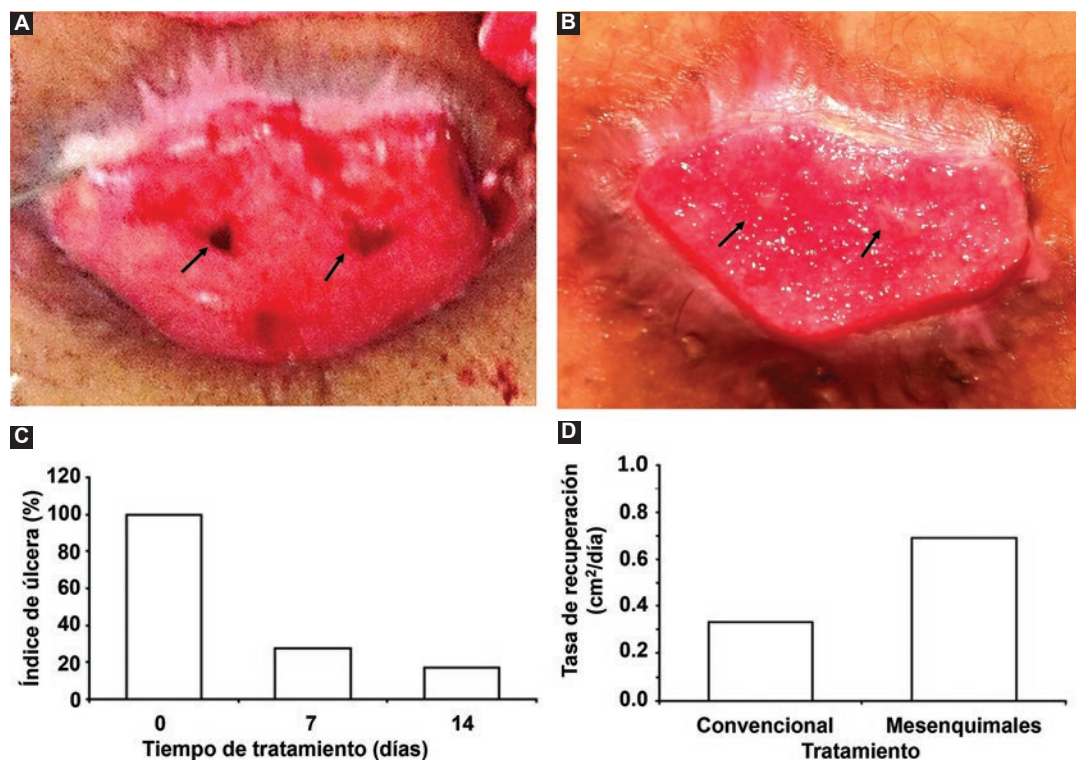 A
B
C
Índice de úlcera (%)
120
100
80
60
40
20
0
0 7 14
Tiempo de tratamiento (días)
D
Tasa de recuperación
(cm²/día)
1.0
0.8
0.6
0.4
0.2
0.0
Convencional Mesenquimales
Tratamiento